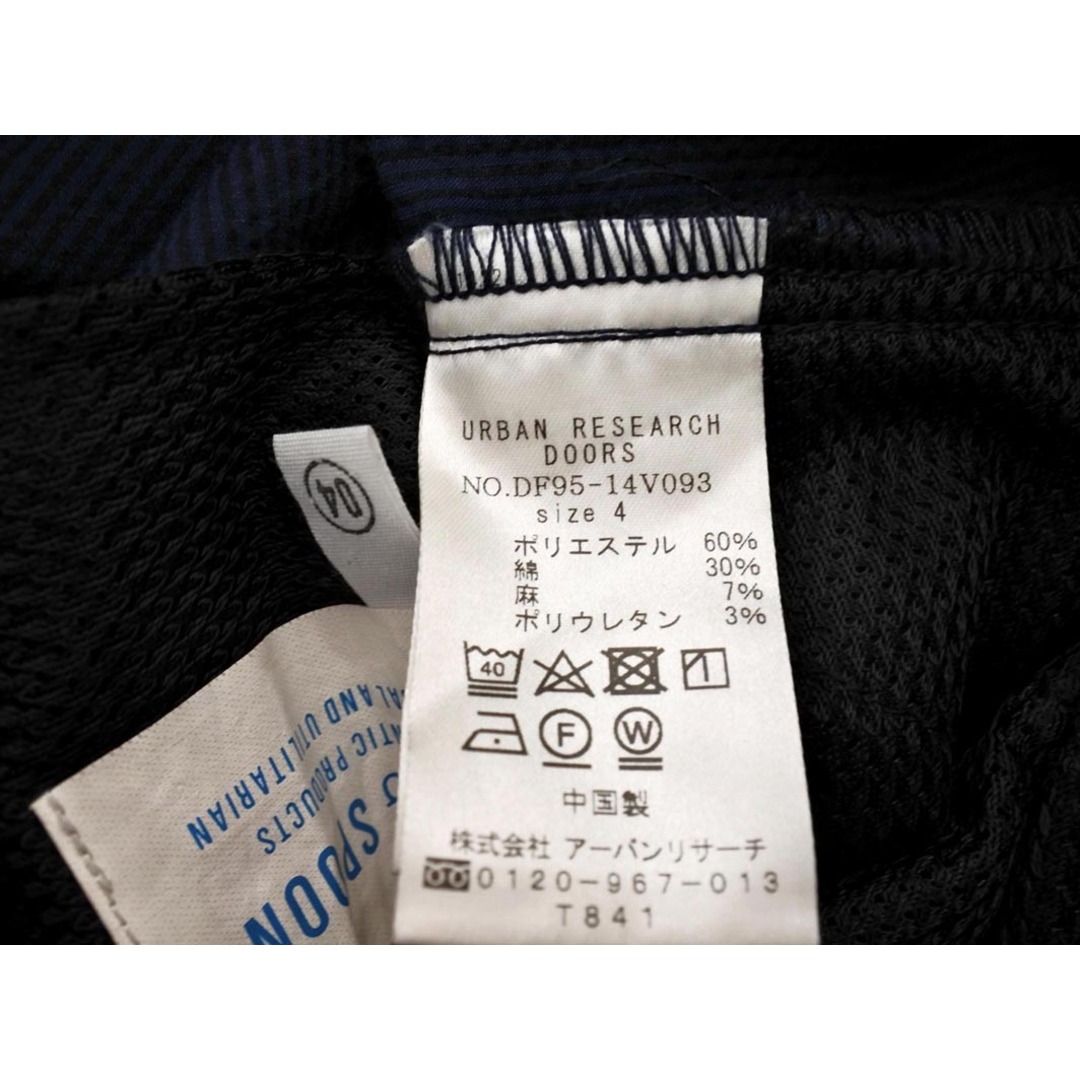 URBAN RESEARCH
DOORS
NO.DF95-14V093
size 4
ポリエステル 60%
綿 30%
麻 7%
ポリウレタン 3%
40
F
W
中国製
株式会社 アーバンリサーチ
0120-967-013
T841
04
SPOON
PRODUCTS
AND UTILITARIAN